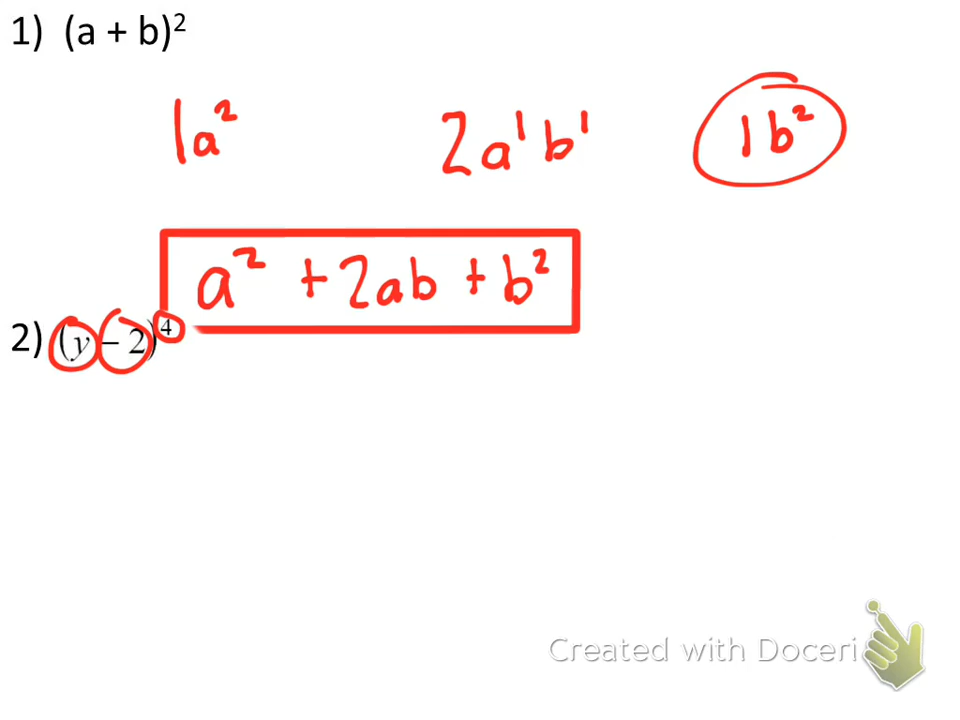 1) (a + b)²
1a² 2a¹b¹ 1b²
a² + 2ab + b²
2) (y – 2)⁴
Created with Doceri